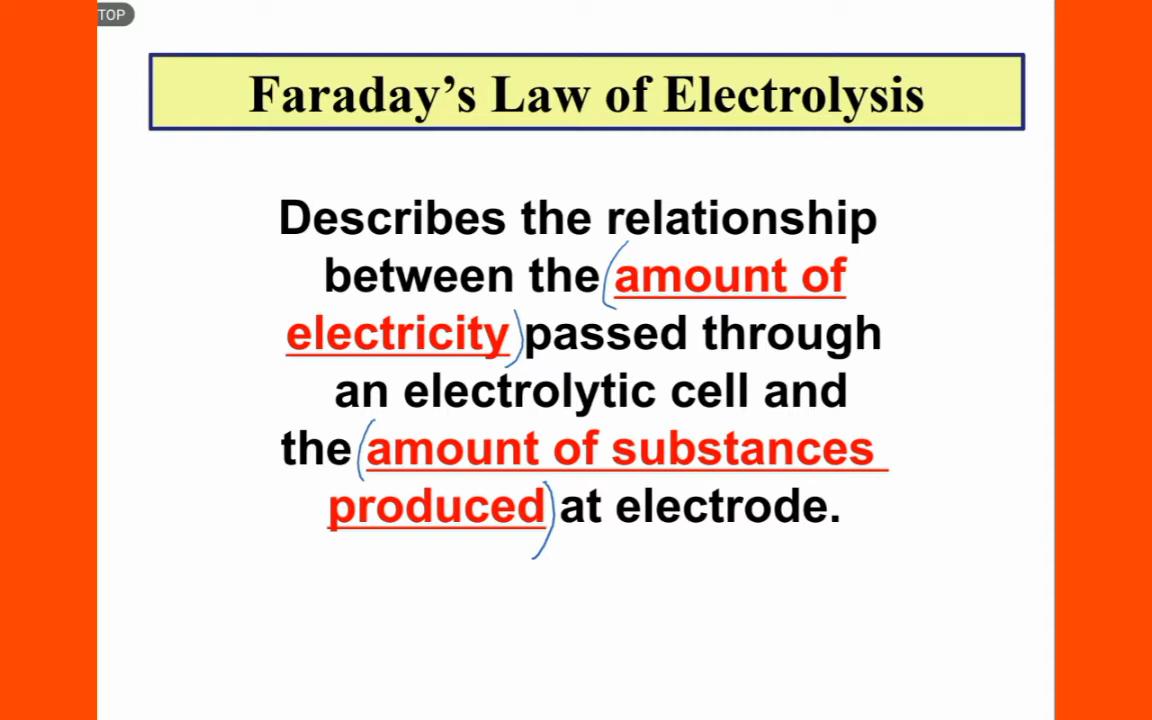 TOP
Faraday’s Law of Electrolysis
Describes the relationship
between the amount of
electricity passed through
an electrolytic cell and
the amount of substances
produced at electrode.